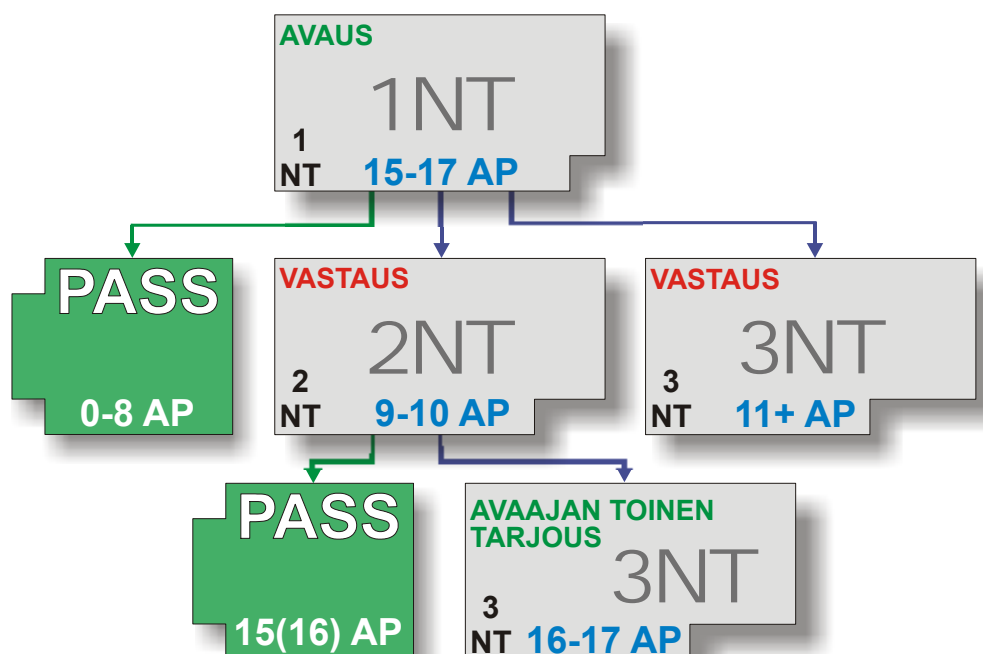 AVAUS
1NT
1
NT 15-17 AP
PASS
0-8 AP
VASTAUS
2NT
2
NT 9-10 AP
VASTAUS
3NT
3
NT 11+ AP
PASS
15(16) AP
AVAAJAN TOINEN
TARJOUS
3NT
3
NT 16-17 AP